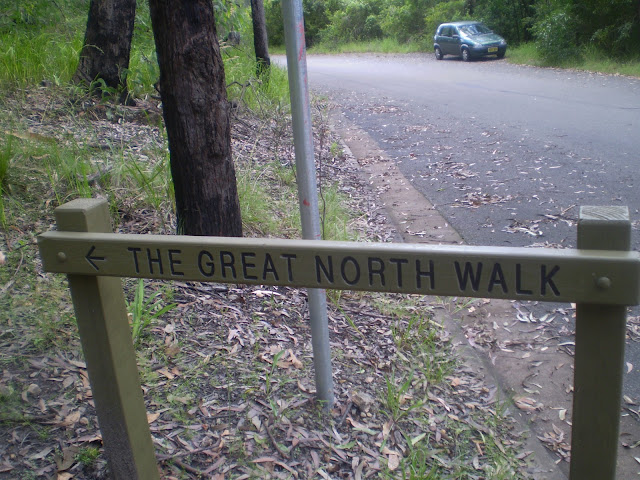 ← THE GREAT NORTH WALK